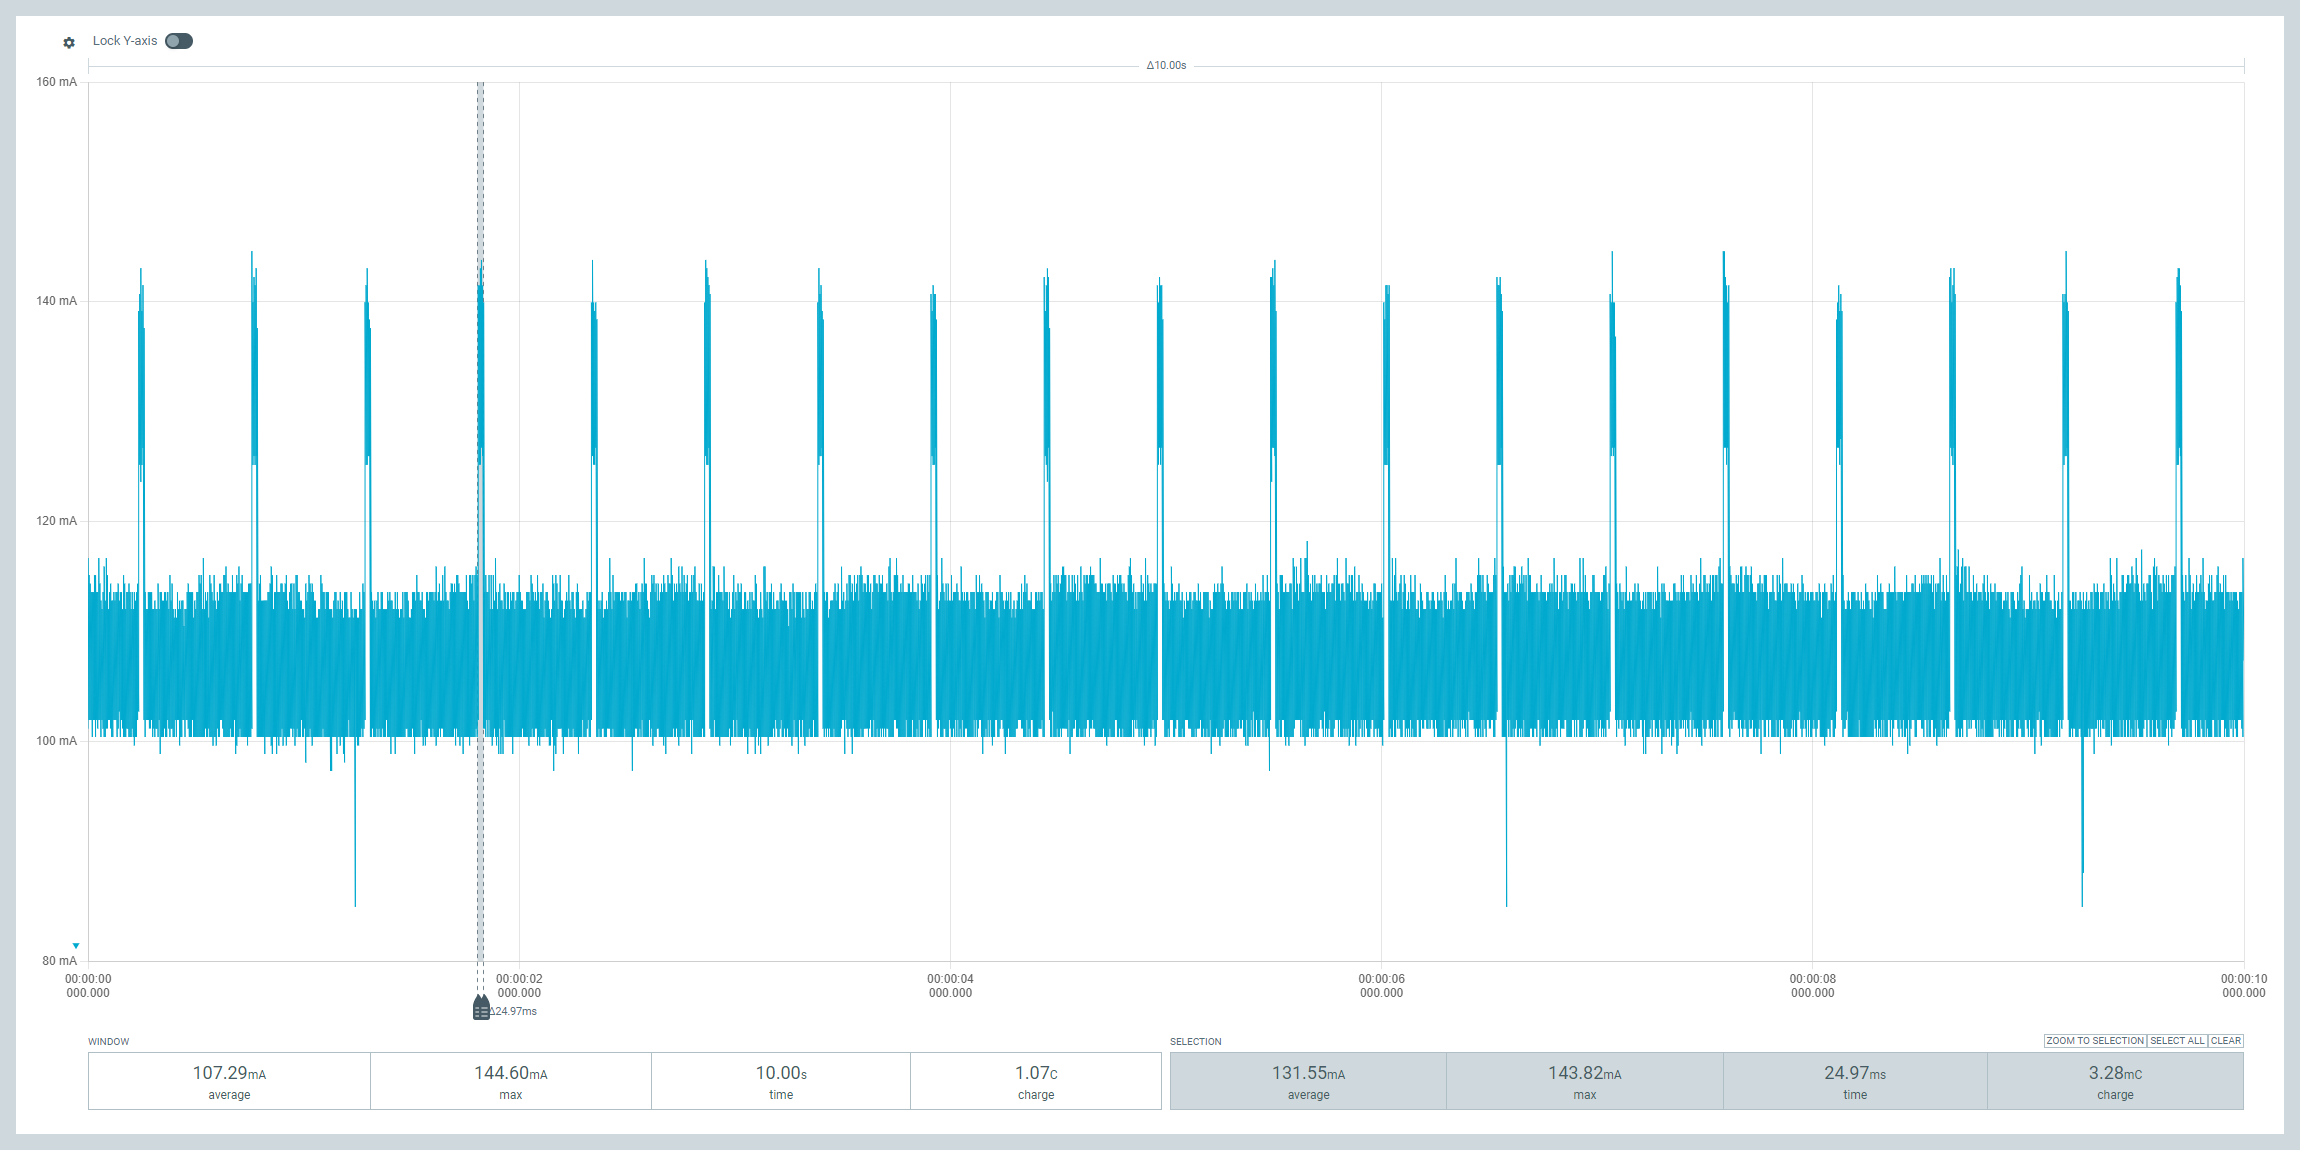 Lock Y-axis
Δ10.00s
160 mA
140 mA
120 mA
100 mA
80 mA
00:00:00 00:00:02 00:00:04 00:00:06 00:00:08 00:00:10
000.000 000.000 000.000 000.000 000.000 000.000
Δ24.97ms
WINDOW SELECTION ZOOM TO SELECTION SELECT ALL CLEAR
107.29mA 144.60mA 10.00s 1.07C 131.55mA 143.82mA 24.97ms 3.28mC
average max time charge average max time charge